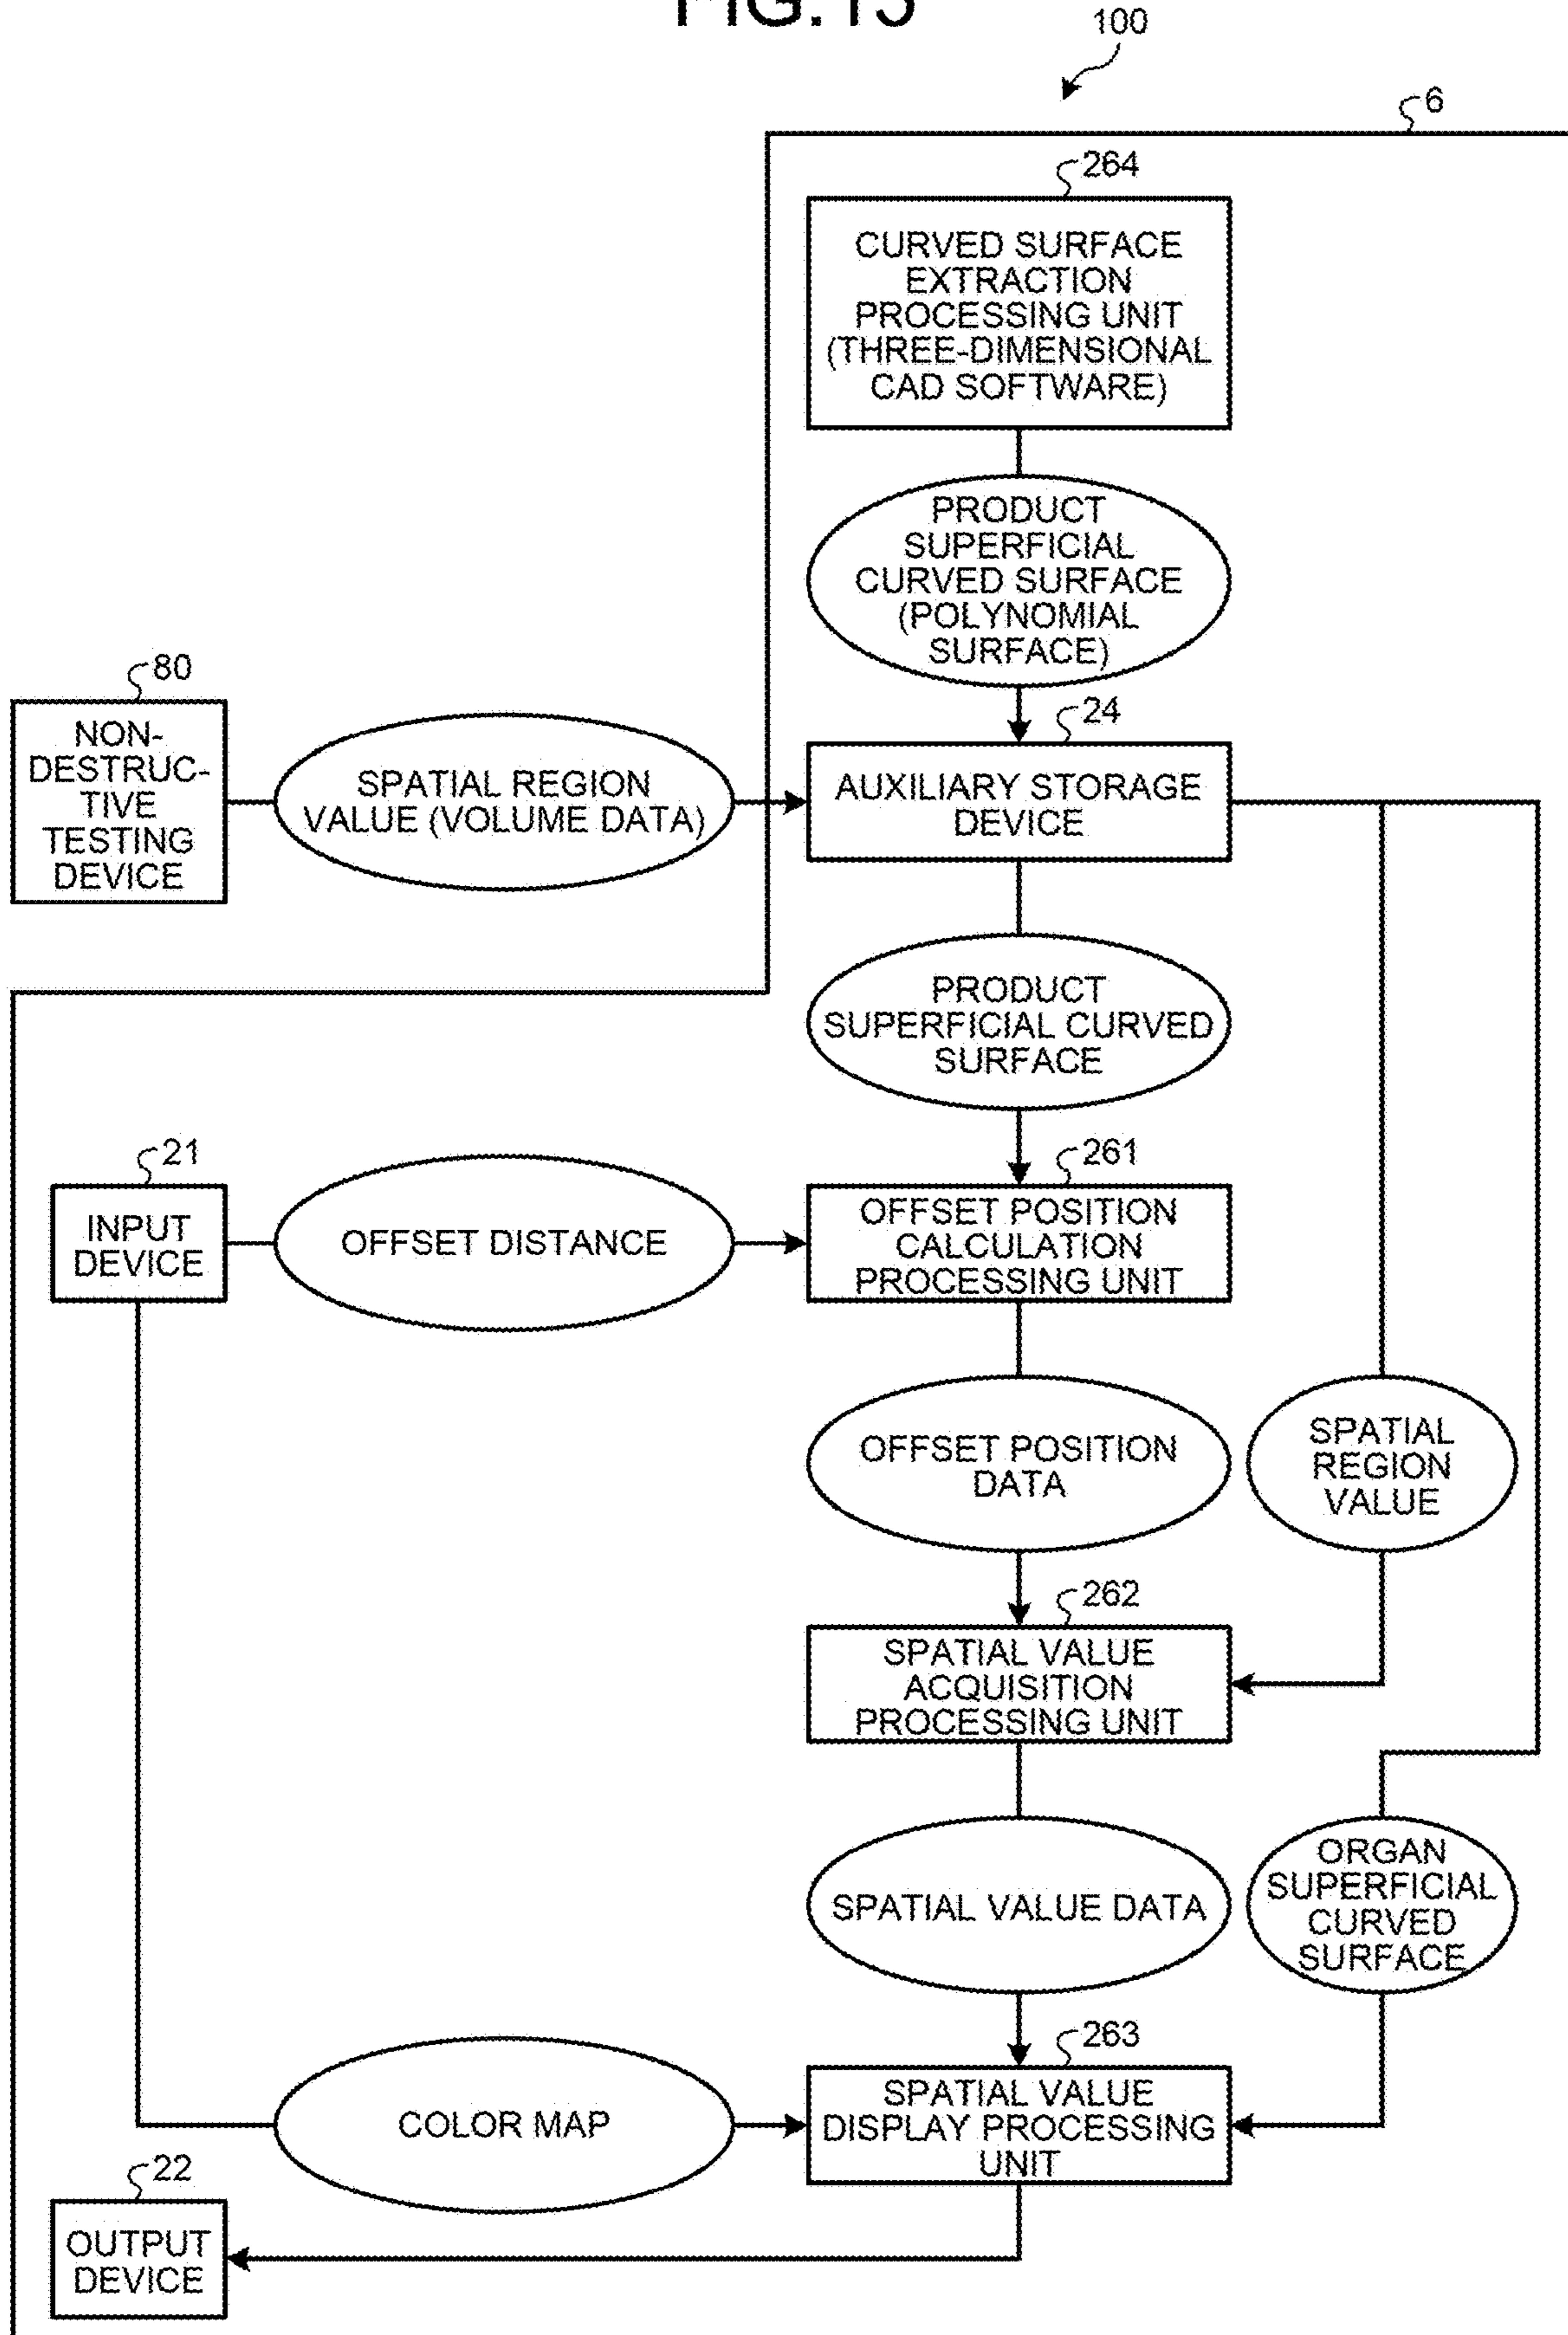 FIG.15
100
6
264
CURVED SURFACE
EXTRACTION
PROCESSING UNIT
(THREE-DIMENSIONAL
CAD SOFTWARE)
PRODUCT
SUPERFICIAL
CURVED SURFACE
(POLYNOMIAL
SURFACE)
80
NON-
DESTRUC-
TIVE
TESTING
DEVICE
SPATIAL REGION
VALUE (VOLUME DATA)
24
AUXILIARY STORAGE
DEVICE
PRODUCT
SUPERFICIAL CURVED
SURFACE
21
INPUT
DEVICE
OFFSET DISTANCE
261
OFFSET POSITION
CALCULATION
PROCESSING UNIT
OFFSET POSITION
DATA
SPATIAL
REGION
VALUE
262
SPATIAL VALUE
ACQUISITION
PROCESSING UNIT
SPATIAL VALUE DATA
ORGAN
SUPERFICIAL
CURVED
SURFACE
263
SPATIAL VALUE
DISPLAY PROCESSING
UNIT
COLOR MAP
22
OUTPUT
DEVICE